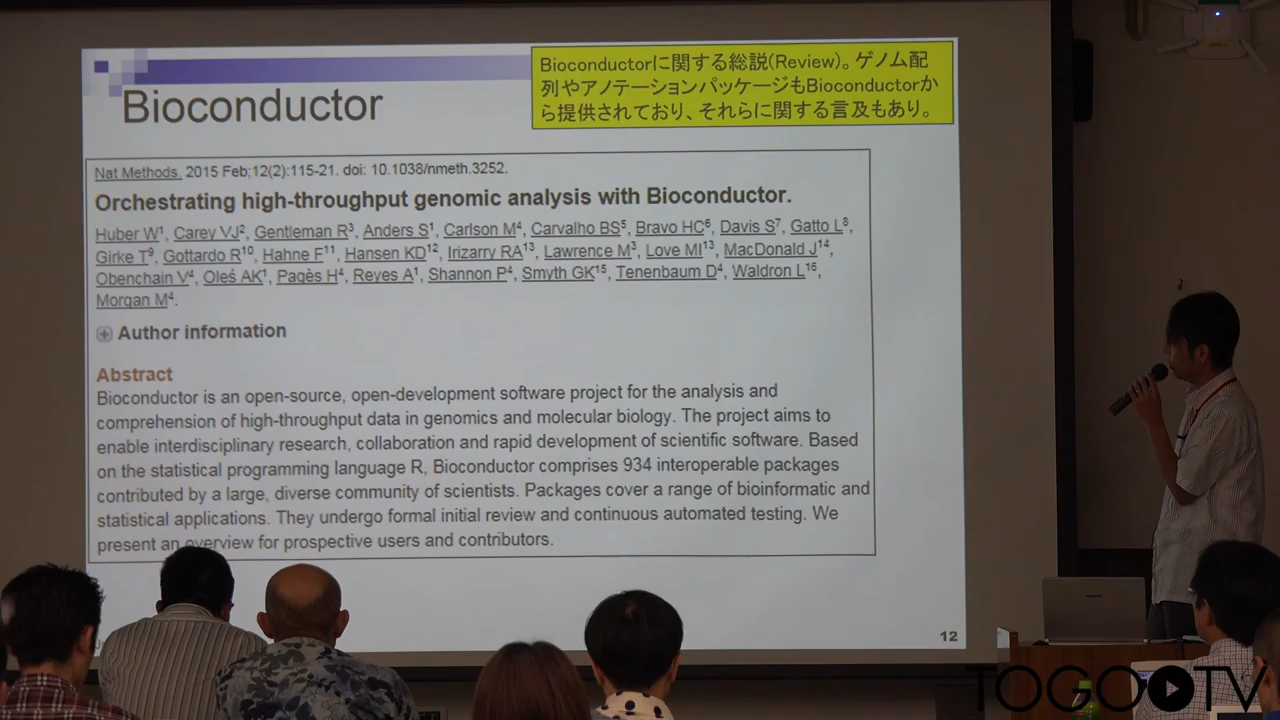 Bioconductor
Bioconductorに関する総説(Review)。ゲノム配
列やアノテーションパッケージもBioconductorか
ら提供されており、それらに関する言及もあり。
Nat Methods. 2015 Feb;12(2):115-21. doi: 10.1038/nmeth.3252.
Orchestrating high-throughput genomic analysis with Bioconductor.
Huber W1, Carey VJ2, Gentleman R3, Anders S1, Carlson M4, Carvalho BS5, Bravo HC6, Davis S7, Gatto L8,
Girke T9, Gottardo R10, Hahne F11, Hansen KD12, Irizarry RA13, Lawrence M3, Love MI13, MacDonald J14,
Obenchain V4, Oleś AK1, Pagès H4, Reyes A1, Shannon P4, Smyth GK15, Tenenbaum D4, Waldron L16,
Morgan M4.
Author information
Abstract
Bioconductor is an open-source, open-development software project for the analysis and
comprehension of high-throughput data in genomics and molecular biology. The project aims to
enable interdisciplinary research, collaboration and rapid development of scientific software. Based
on the statistical programming language R, Bioconductor comprises 934 interoperable packages
contributed by a large, diverse community of scientists. Packages cover a range of bioinformatic and
statistical applications. They undergo formal initial review and continuous automated testing. We
present an overview for prospective users and contributors.
12
TOGO TV